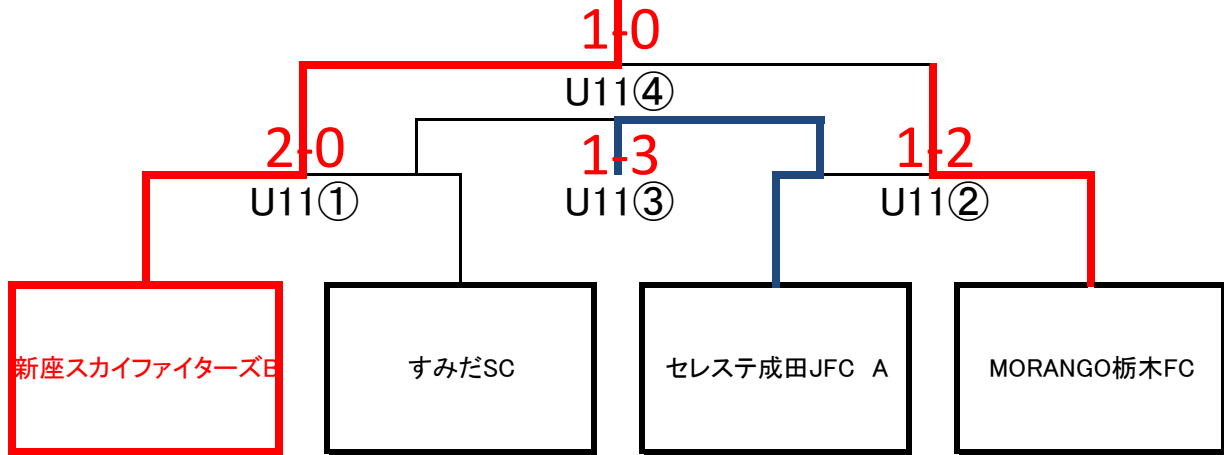 1-0
U11④
2-0
1-3
1-2
U11①
U11③
U11②
新座スカイファイターズB
すみだSC
セレステ成田JFC A
MORANGO栃木FC